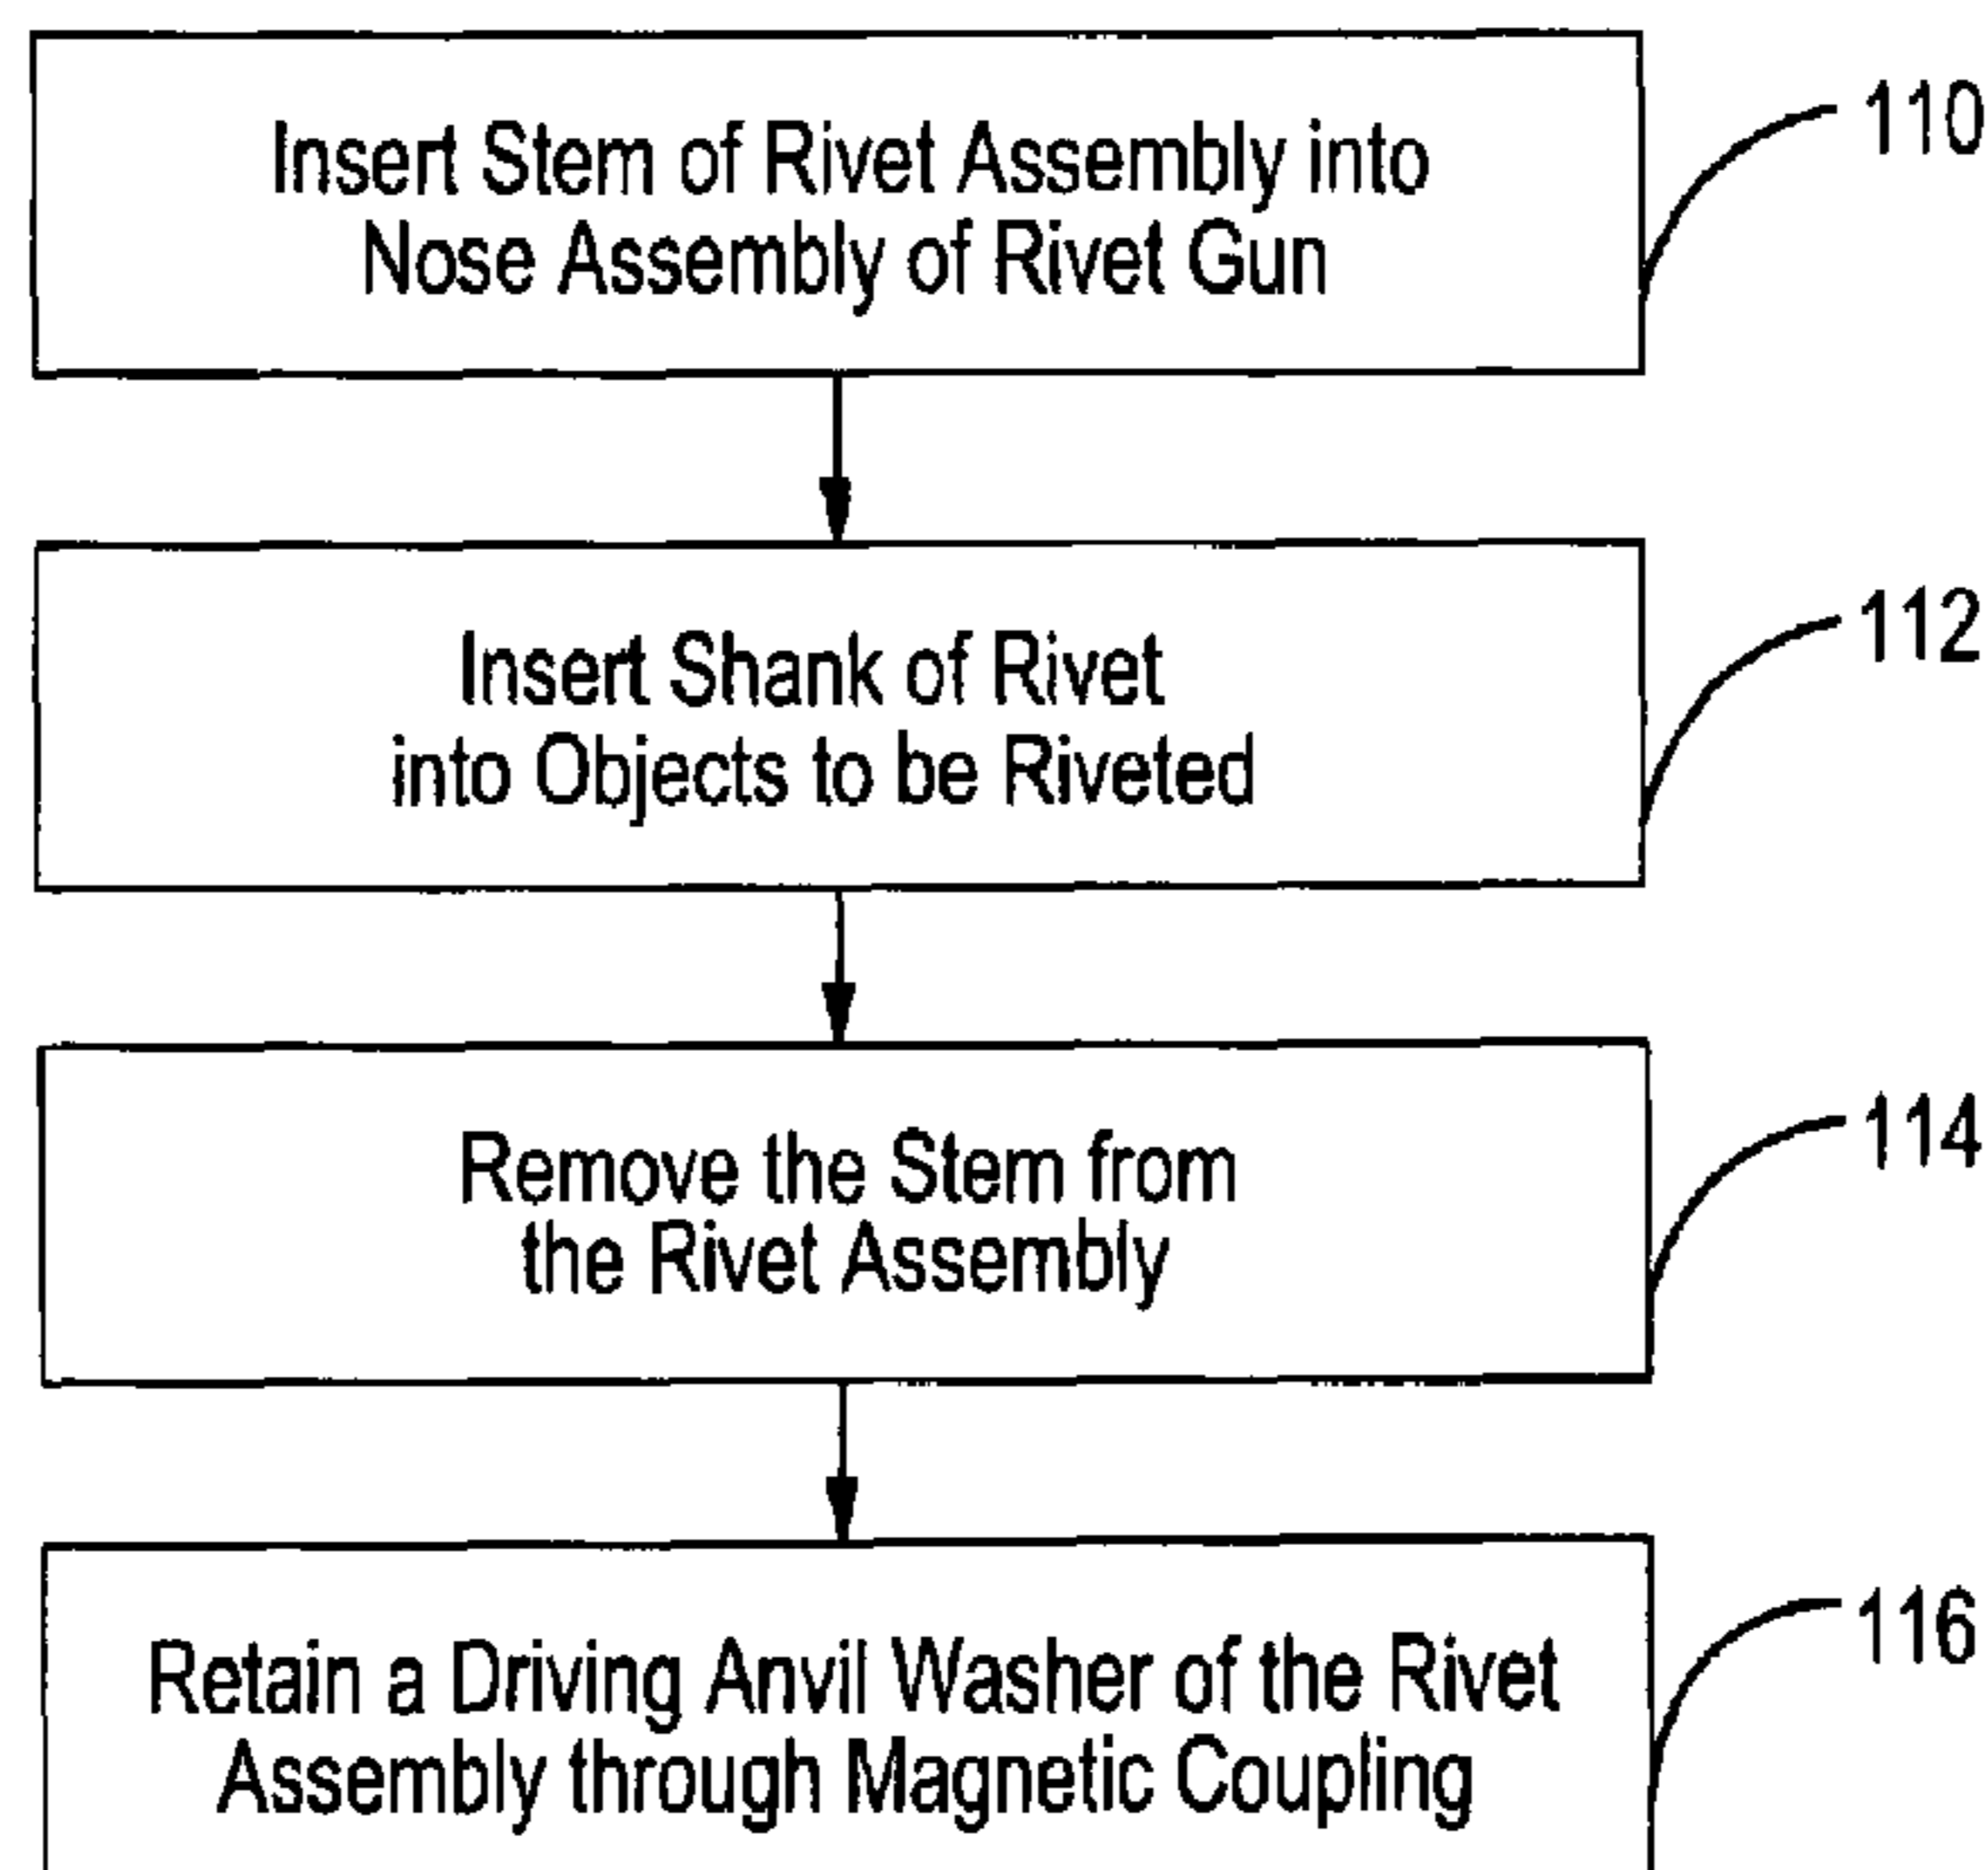 Insert Stem of Rivet Assembly into
Nose Assembly of Rivet Gun
110
Insert Shank of Rivet
into Objects to be Riveted
112
Remove the Stem from
the Rivet Assembly
114
Retain a Driving Anvil Washer of the Rivet
Assembly through Magnetic Coupling
116